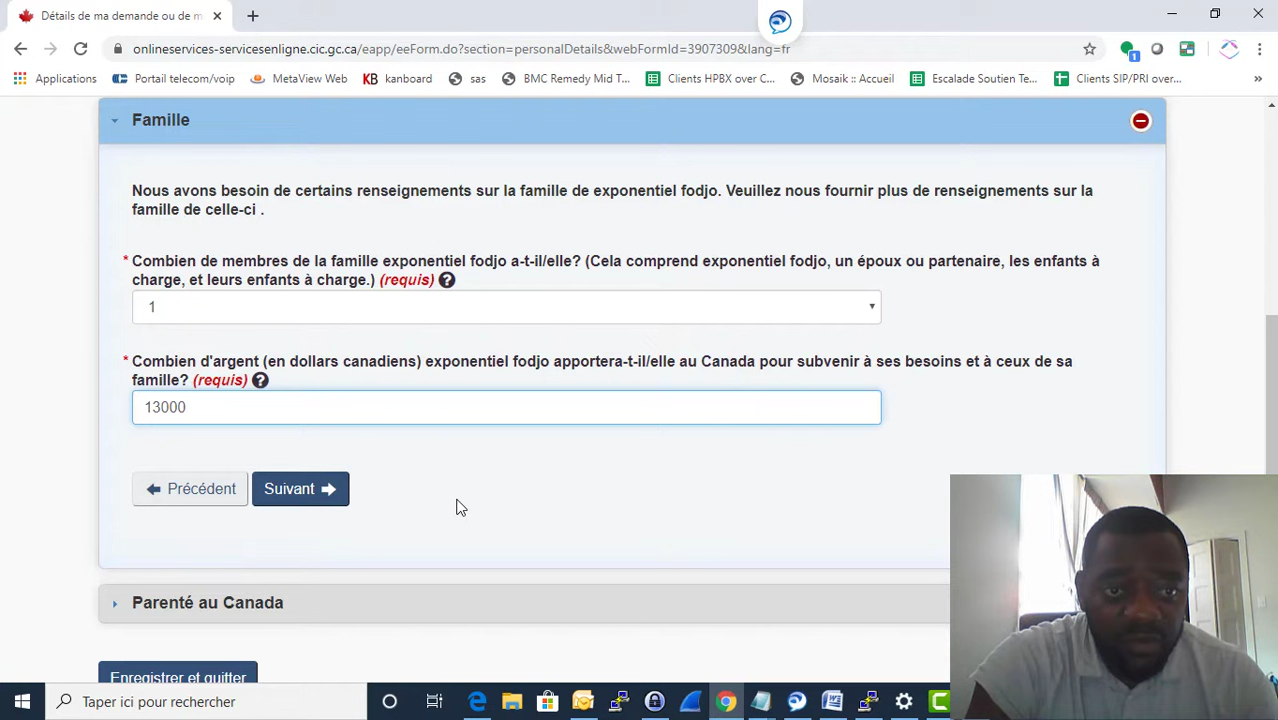 Détails de ma demande ou de m
onlineservices-servicesenligne.cic.gc.ca/eapp/eeForm.do?section=personalDetails&webFormId=3907309&lang=fr
Applications Portail telecom/voip MetaView Web KB kanboard sas BMC Remedy Mid T... Clients HPBX over C... Mosaik :: Accueil Escalade Soutien Te... Clients SIP/PRI over... »
1
Famille
Nous avons besoin de certains renseignements sur la famille de exponentiel fodjo. Veuillez nous fournir plus de renseignements sur la
famille de celle-ci .
* Combien de membres de la famille exponentiel fodjo a-t-il/elle? (Cela comprend exponentiel fodjo, un époux ou partenaire, les enfants à
charge, et leurs enfants à charge.) (requis) ?
1
* Combien d'argent (en dollars canadiens) exponentiel fodjo apportera-t-il/elle au Canada pour subvenir à ses besoins et à ceux de sa
famille? (requis) ?
13000
Précédent Suivant
Parenté au Canada
Enregistrer et quitter
Taper ici pour rechercher